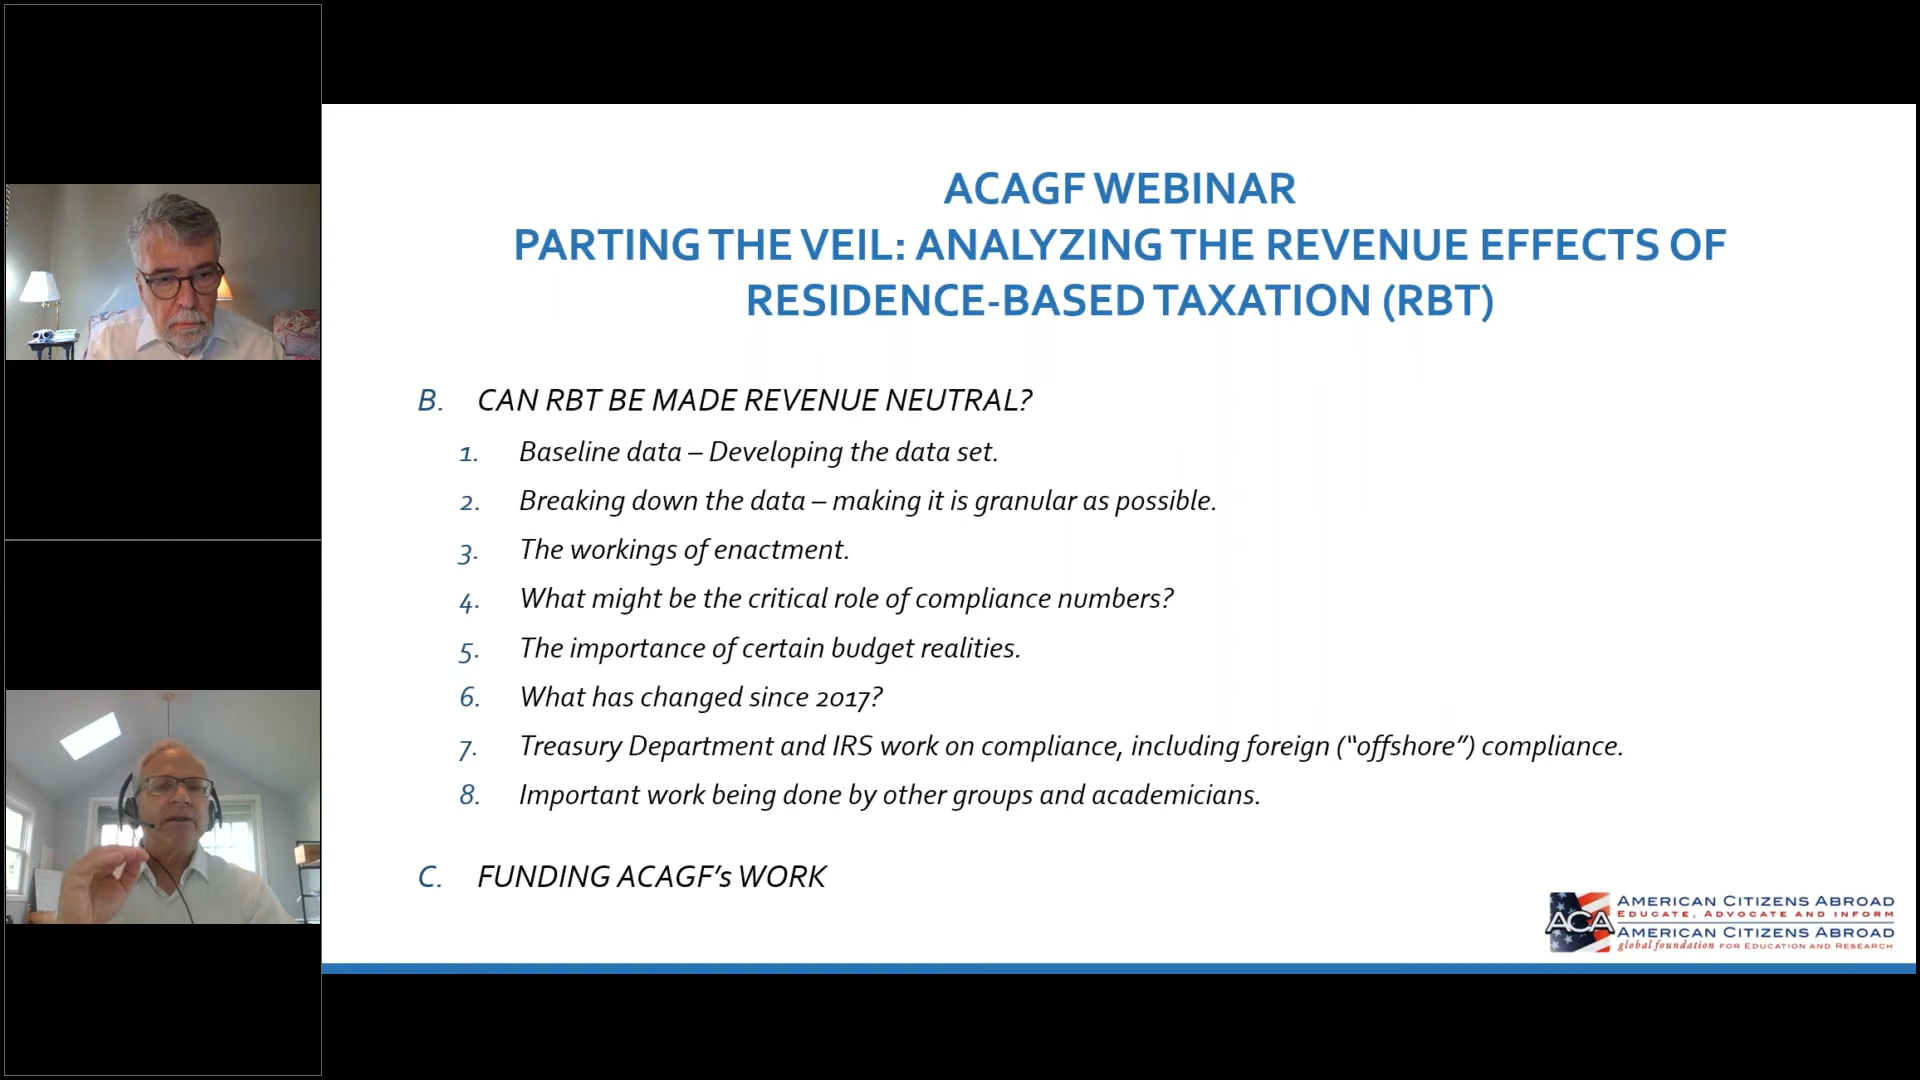 ACAGF WEBINAR
PARTING THE VEIL: ANALYZING THE REVENUE EFFECTS OF
RESIDENCE-BASED TAXATION (RBT)
B. CAN RBT BE MADE REVENUE NEUTRAL?
1. Baseline data – Developing the data set.
2. Breaking down the data – making it is granular as possible.
3. The workings of enactment.
4. What might be the critical role of compliance numbers?
5. The importance of certain budget realities.
6. What has changed since 2017?
7. Treasury Department and IRS work on compliance, including foreign (“offshore”) compliance.
8. Important work being done by other groups and academicians.
C. FUNDING ACAGF’s WORK
ACA
AMERICAN CITIZENS ABROAD
EDUCATE, ADVOCATE AND INFORM
AMERICAN CITIZENS ABROAD
global foundation FOR EDUCATION AND RESEARCH